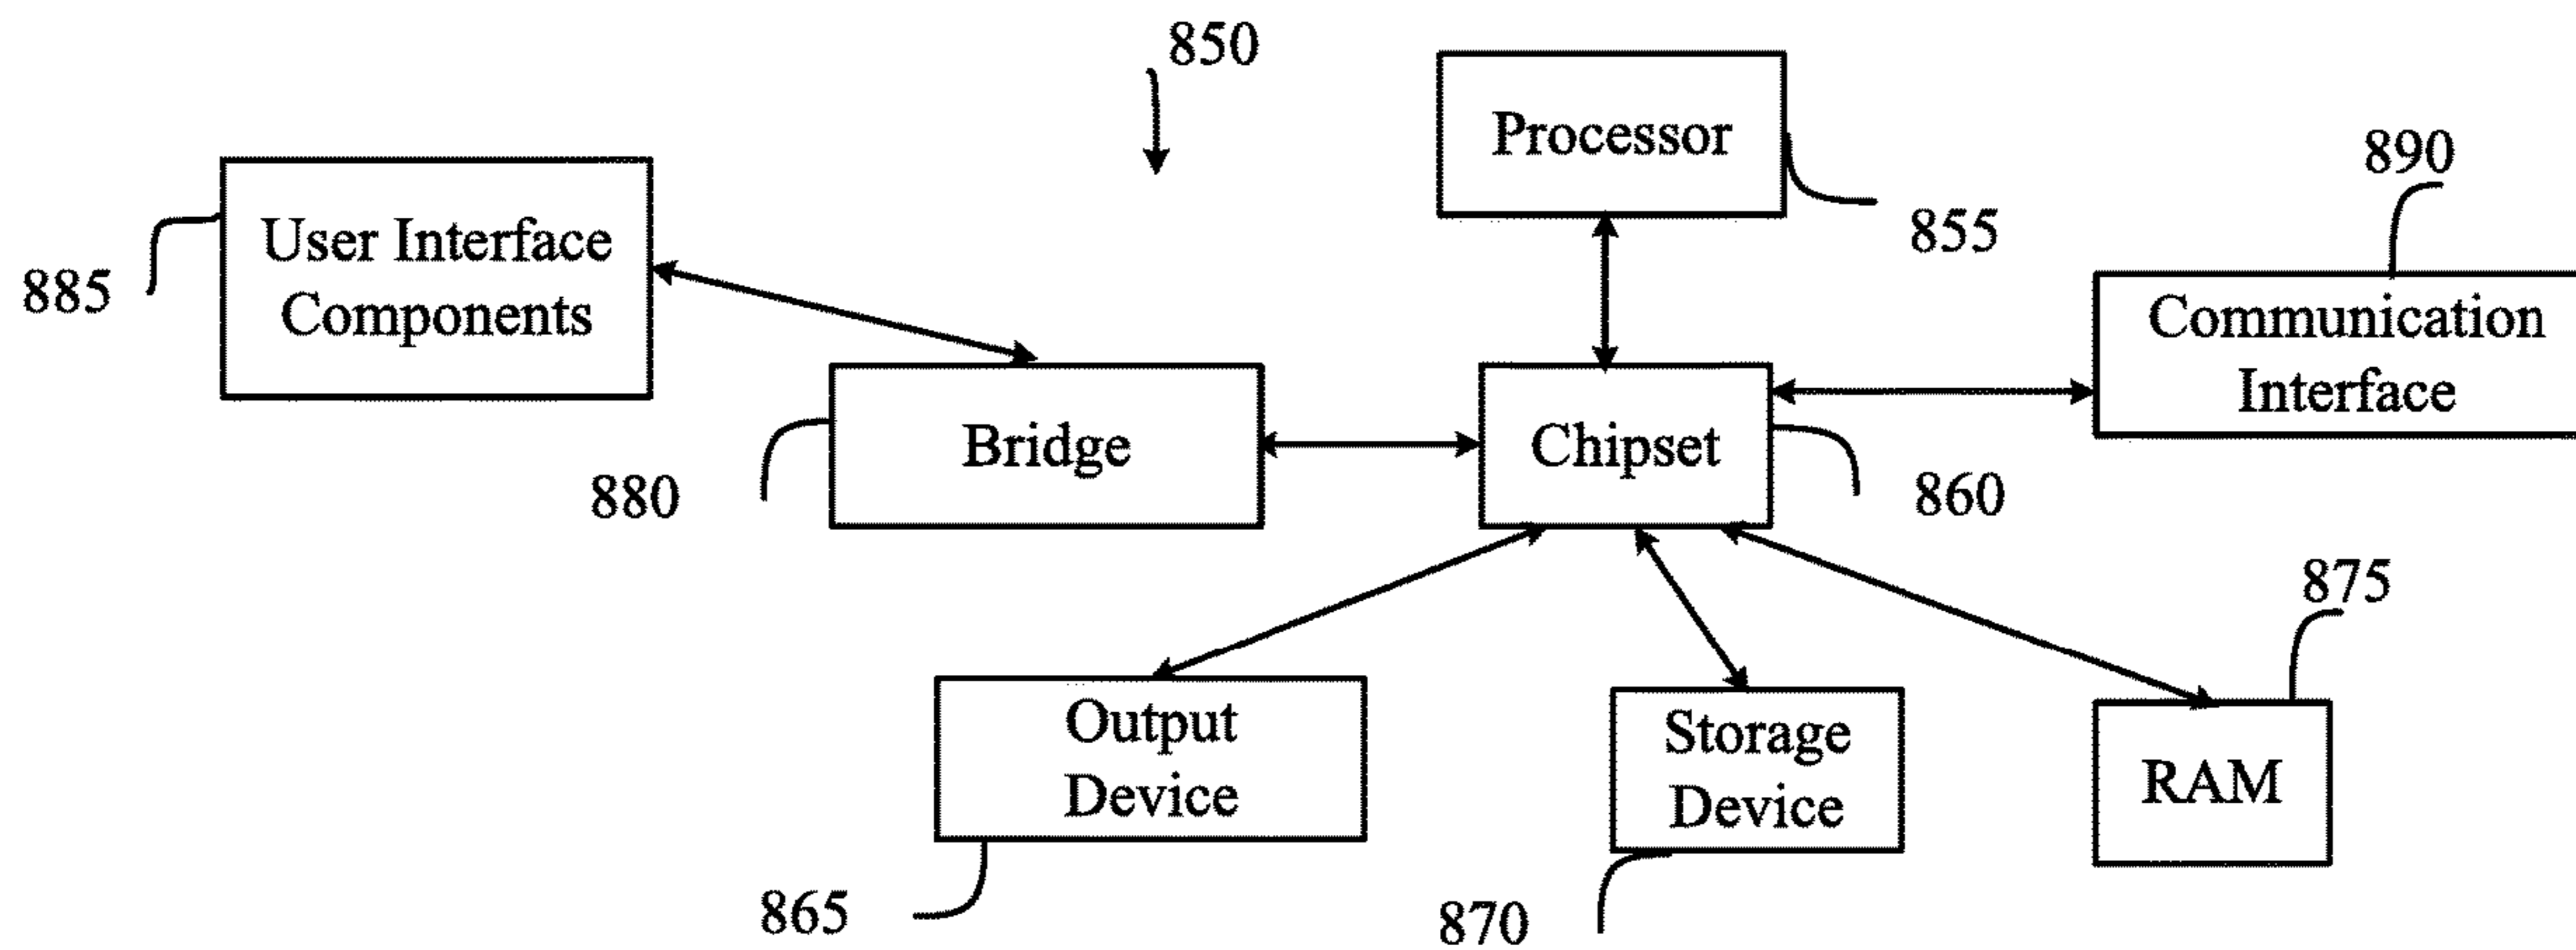 850
Processor
890
855
User Interface
Components
885
Communication
Interface
Bridge
Chipset
880
860
875
Output
Device
Storage
Device
RAM
865
870